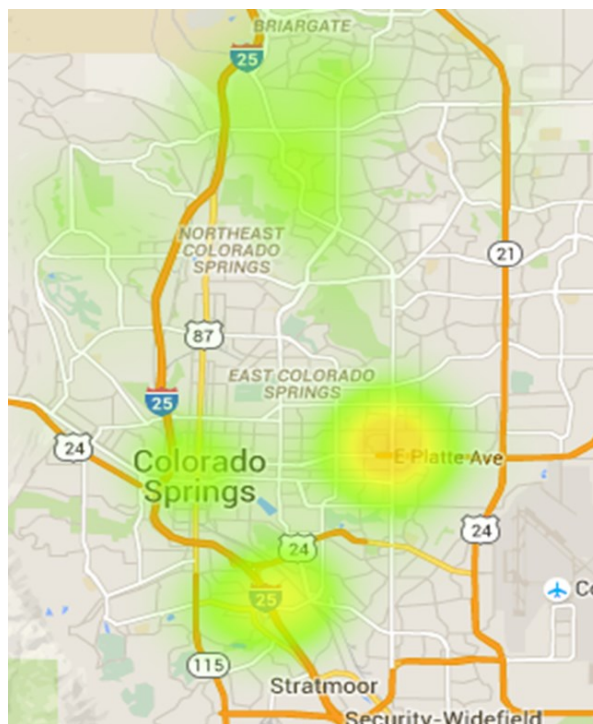 BRIARGATE
25
NORTHEAST
COLORADO
SPRINGS
21
87
EAST COLORADO
SPRINGS
25
24
Colorado
Springs
E Platte Ave
24
24
25
Co
115
Stratmoor
Security-Widefield